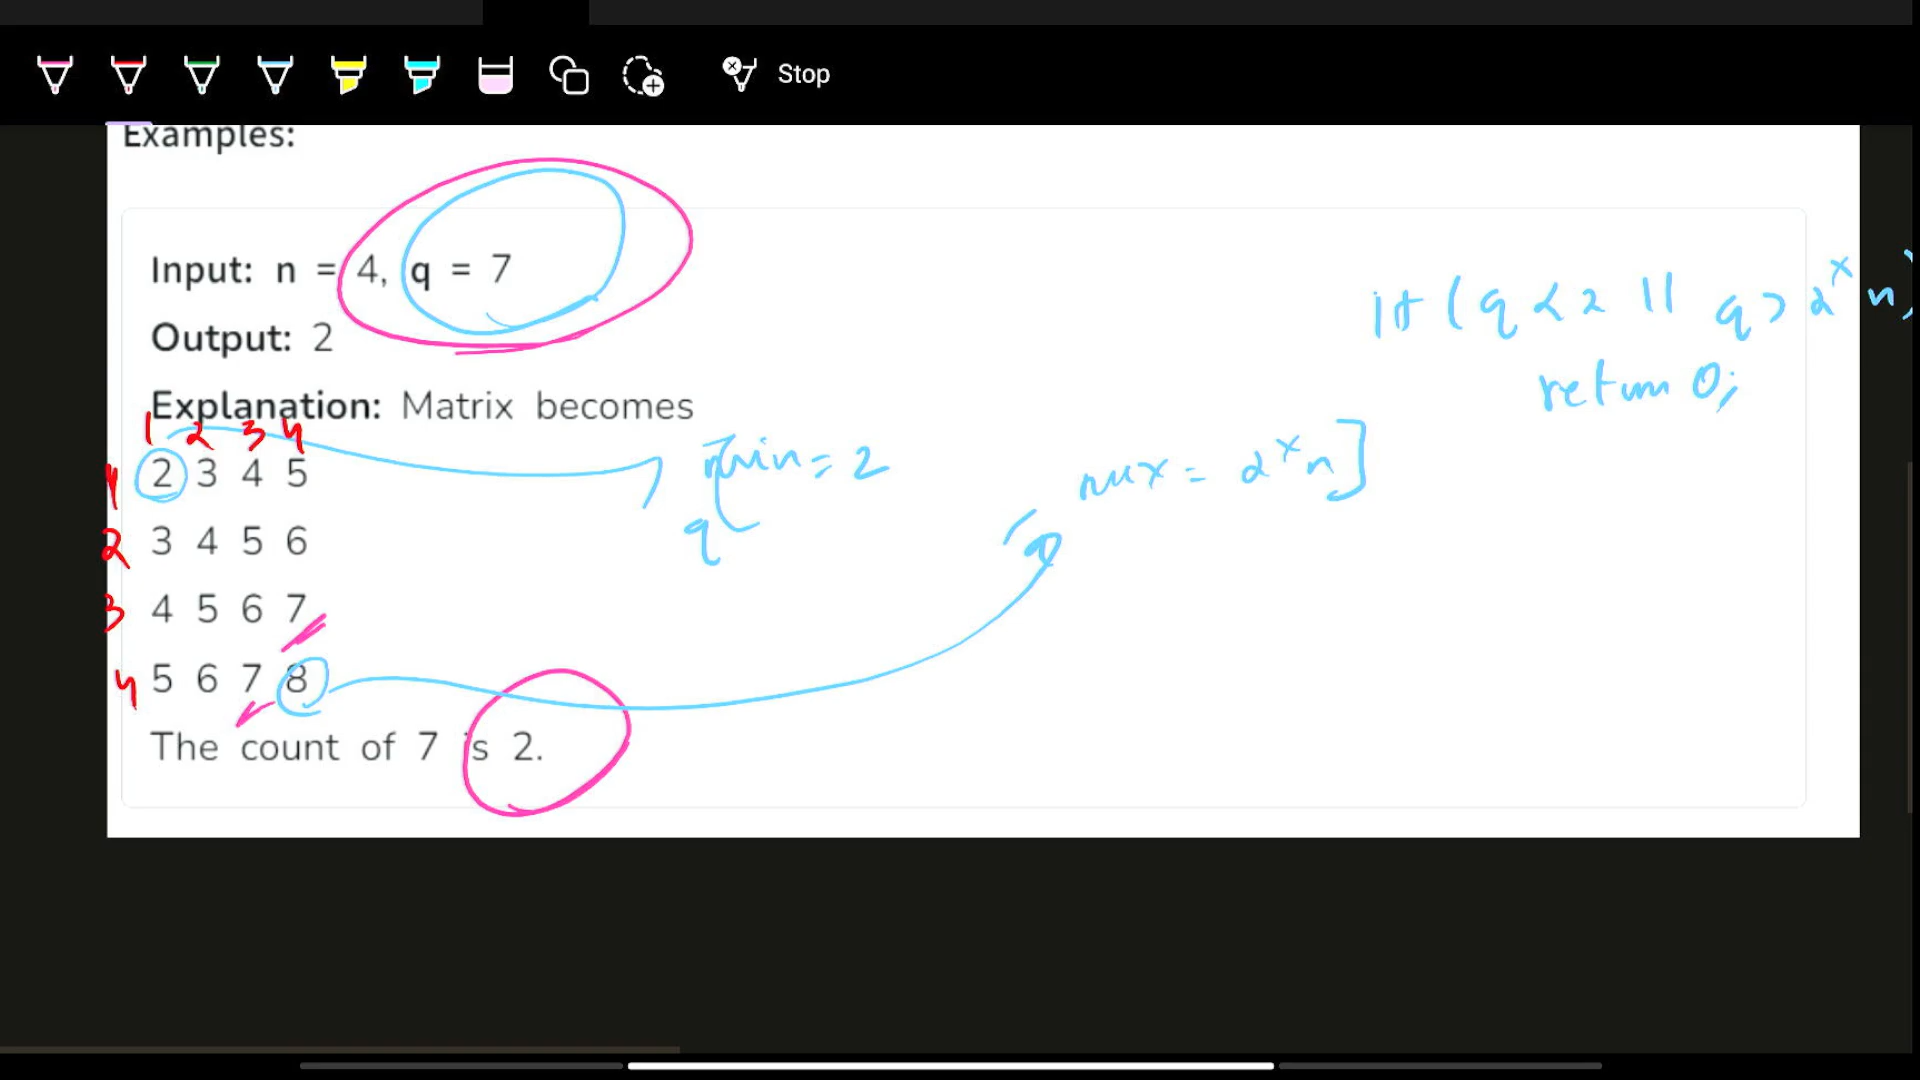 Stop
Examples:
Input: n = 4, q = 7
Output: 2
Explanation: Matrix becomes
1 2 3 4
1 2 3 4 5
2 3 4 5 6
3 4 5 6 7
4 5 6 7 8
The count of 7 is 2.
min = 2
q
max = 2 x n]
if (q < 2 || q > 2 x n)
return 0;